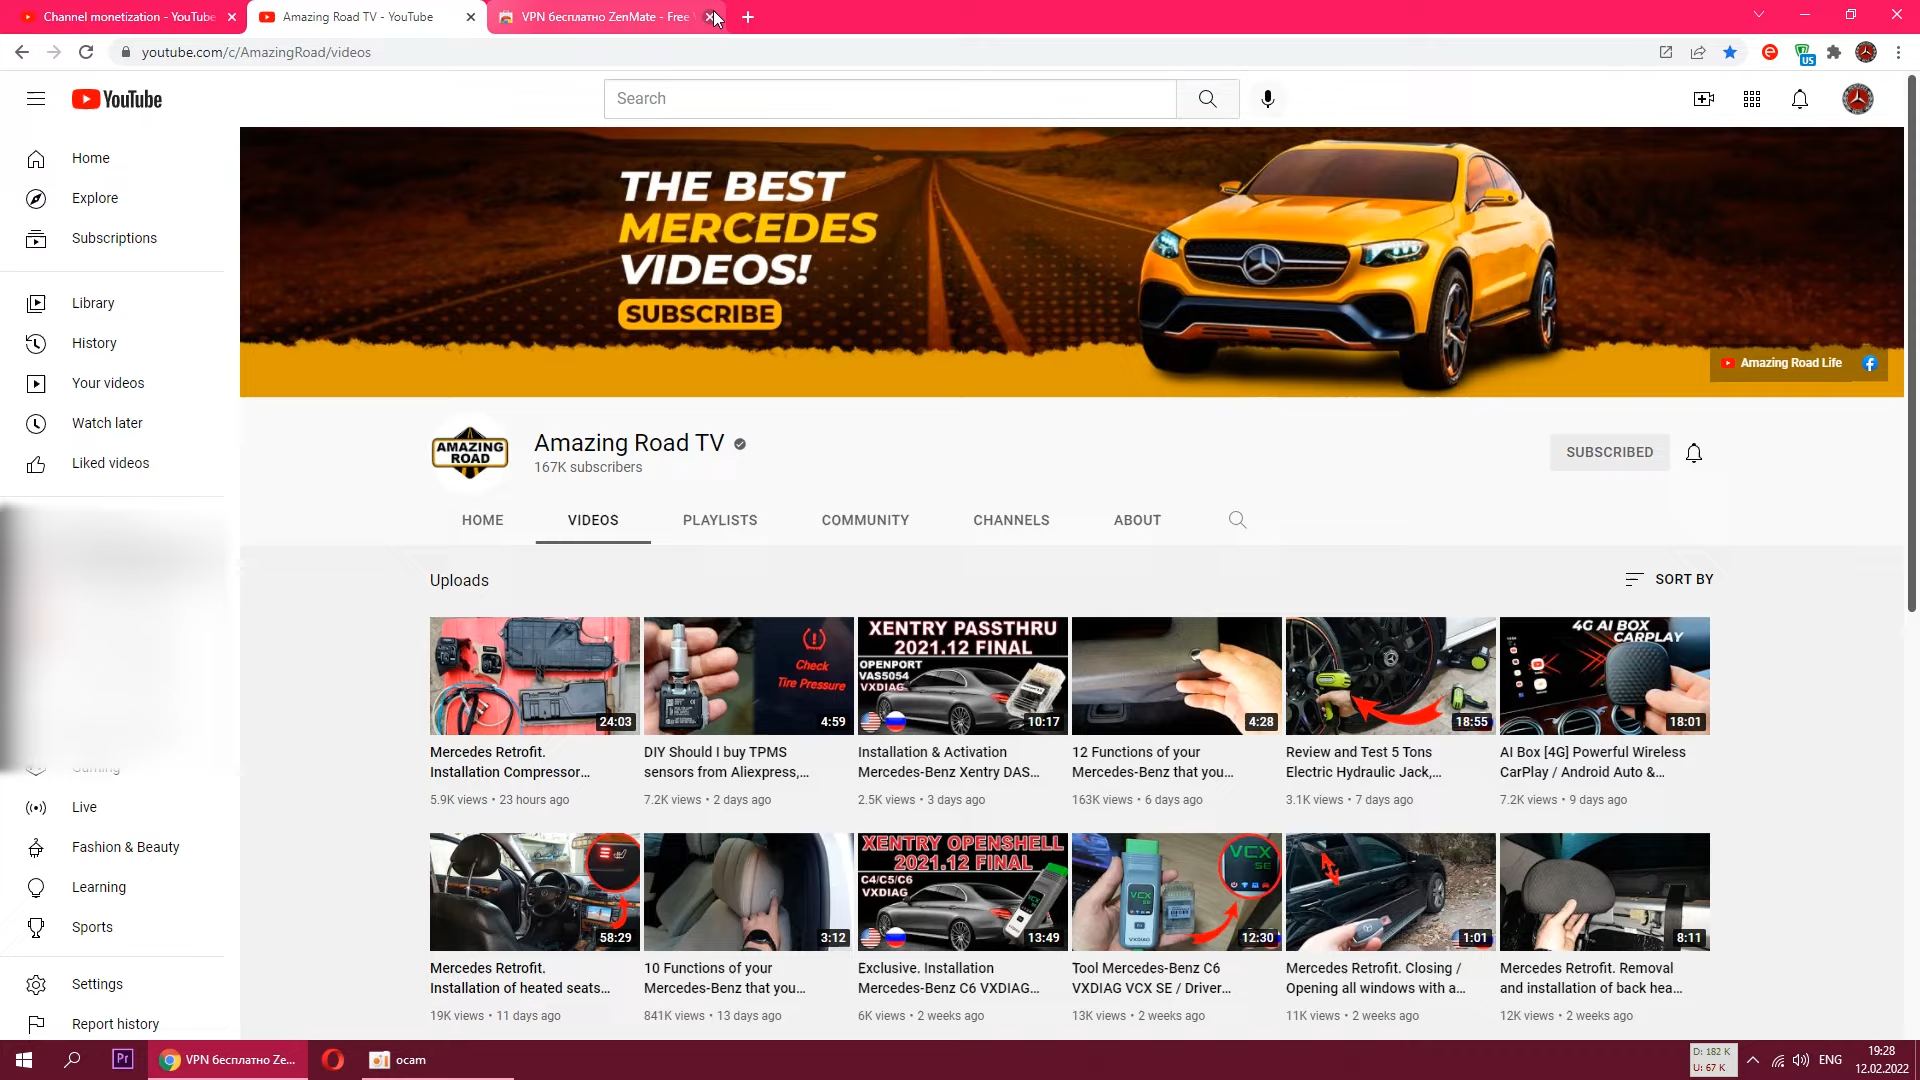 Channel monetization - YouTube
Amazing Road TV - YouTube
VPN бесплатно ZenMate - Free
youtube.com/c/AmazingRoad/videos
US
YouTube
Search
Home
Explore
Subscriptions
Library
History
Your videos
Watch later
Liked videos
Gaming
Live
Fashion & Beauty
Learning
Sports
Settings
Report history
THE BEST
MERCEDES
VIDEOS!
SUBSCRIBE
Amazing Road Life
AMAZING
ROAD
Amazing Road TV
167K subscribers
SUBSCRIBED
HOME
VIDEOS
PLAYLISTS
COMMUNITY
CHANNELS
ABOUT
Uploads
SORT BY
24:03
Mercedes Retrofit.
Installation Compressor...
5.9K views • 23 hours ago
Check
Tire Pressure
4:59
DIY Should I buy TPMS
sensors from Aliexpress,...
7.2K views • 2 days ago
XENTRY PASSTHRU
2021.12 FINAL
OPENPORT
VAS5054
VXDIAG
10:17
Installation & Activation
Mercedes-Benz Xentry DAS...
2.5K views • 3 days ago
4:28
12 Functions of your
Mercedes-Benz that you...
163K views • 6 days ago
18:55
Review and Test 5 Tons
Electric Hydraulic Jack,...
3.1K views • 7 days ago
4G AI BOX
CARPLAY
18:01
AI Box [4G] Powerful Wireless
CarPlay / Android Auto &...
7.2K views • 9 days ago
58:29
Mercedes Retrofit.
Installation of heated seats...
19K views • 11 days ago
3:12
10 Functions of your
Mercedes-Benz that you...
841K views • 13 days ago
XENTRY OPENSHELL
2021.12 FINAL
C4/C5/C6
VXDIAG
13:49
Exclusive. Installation
Mercedes-Benz C6 VXDIAG...
6K views • 2 weeks ago
VCX
SE
12:30
Tool Mercedes-Benz C6
VXDIAG VCX SE / Driver...
13K views • 2 weeks ago
1:01
Mercedes Retrofit. Closing /
Opening all windows with a...
11K views • 2 weeks ago
8:11
Mercedes Retrofit. Removal
and installation of back hea...
12K views • 2 weeks ago
Pr
VPN бесплатно Ze...
ocam
D: 182 K
U: 67 K
ENG
19:28
12.02.2022